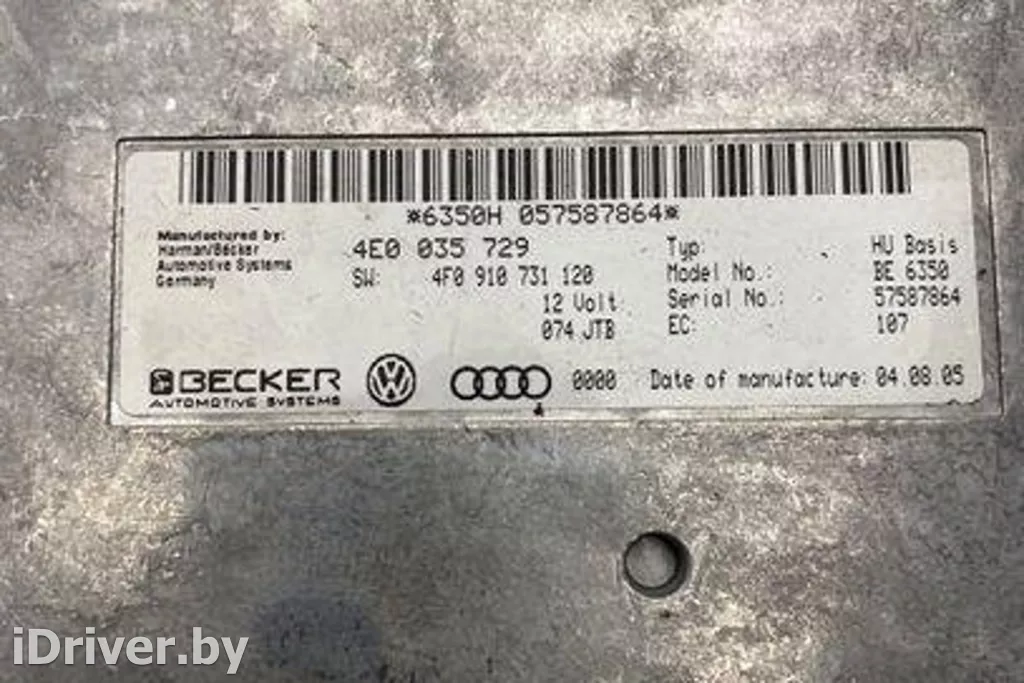 *6350H 057587864*
Manufactured by:
Harman/Becker
Automotive Systems
Germany
4E0 035 729
SW: 4F0 910 731 120
12 Volt
074 JTB
Typ: HU Basis
Model No.: BE 6350
Serial No.: 57587864
EC: 107
BECKER
AUTOMOTIVE SYSTEMS
0000 Date of manufacture: 04.08.05
iDriver.by